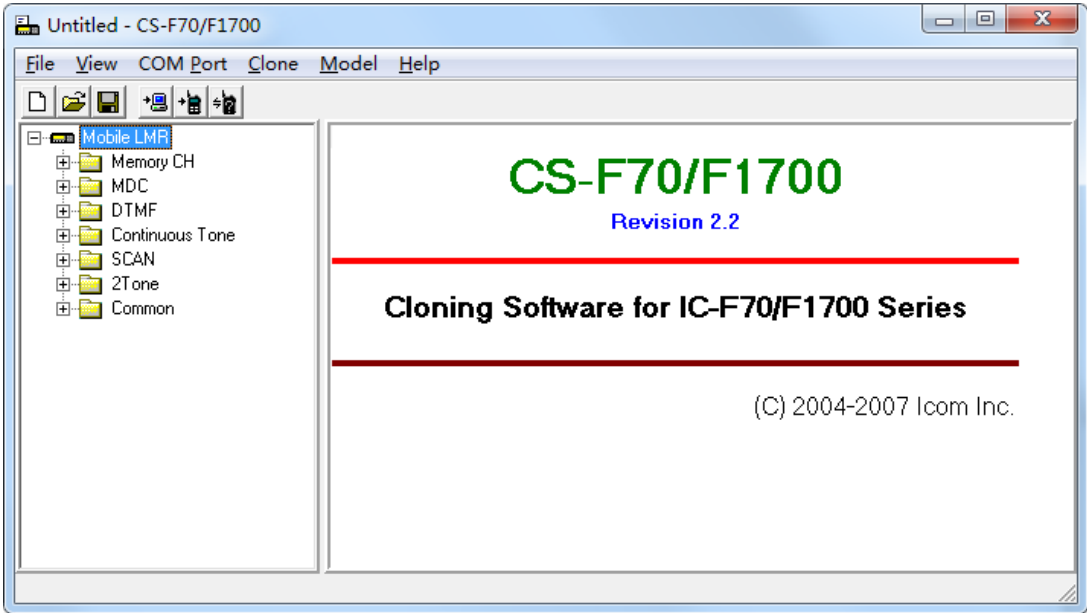 Untitled - CS-F70/F1700
File View COM Port Clone Model Help
Mobile LMR
Memory CH
MDC
DTMF
Continuous Tone
SCAN
2Tone
Common
CS-F70/F1700
Revision 2.2
Cloning Software for IC-F70/F1700 Series
(C) 2004-2007 Icom Inc.